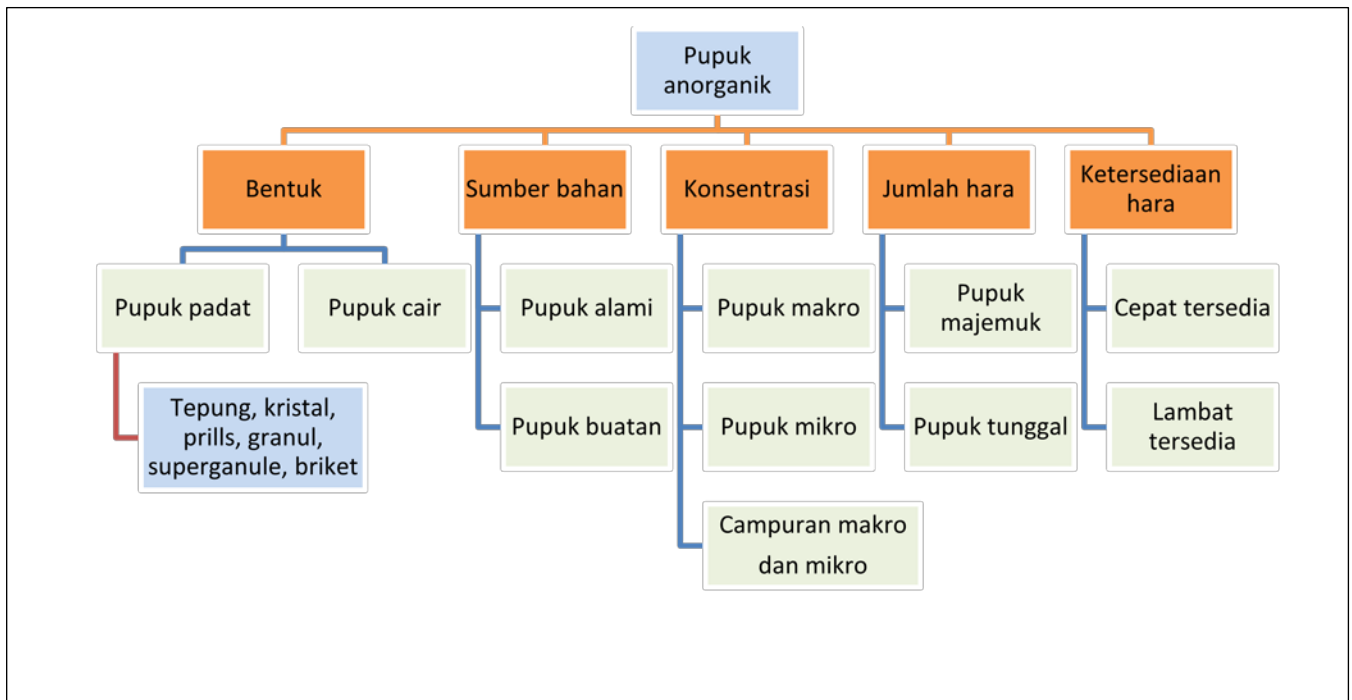 Pupuk
anorganik
Bentuk
Sumber bahan
Konsentrasi
Jumlah hara
Ketersediaan
hara
Pupuk padat
Pupuk cair
Pupuk alami
Pupuk makro
Pupuk
majemuk
Cepat tersedia
Tepung, kristal,
prills, granul,
superganule, briket
Pupuk buatan
Pupuk mikro
Pupuk tunggal
Lambat
tersedia
Campuran makro
dan mikro